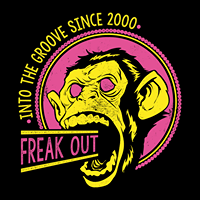 • INTO THE GROOVE SINCE 2000 •
FREAK OUT